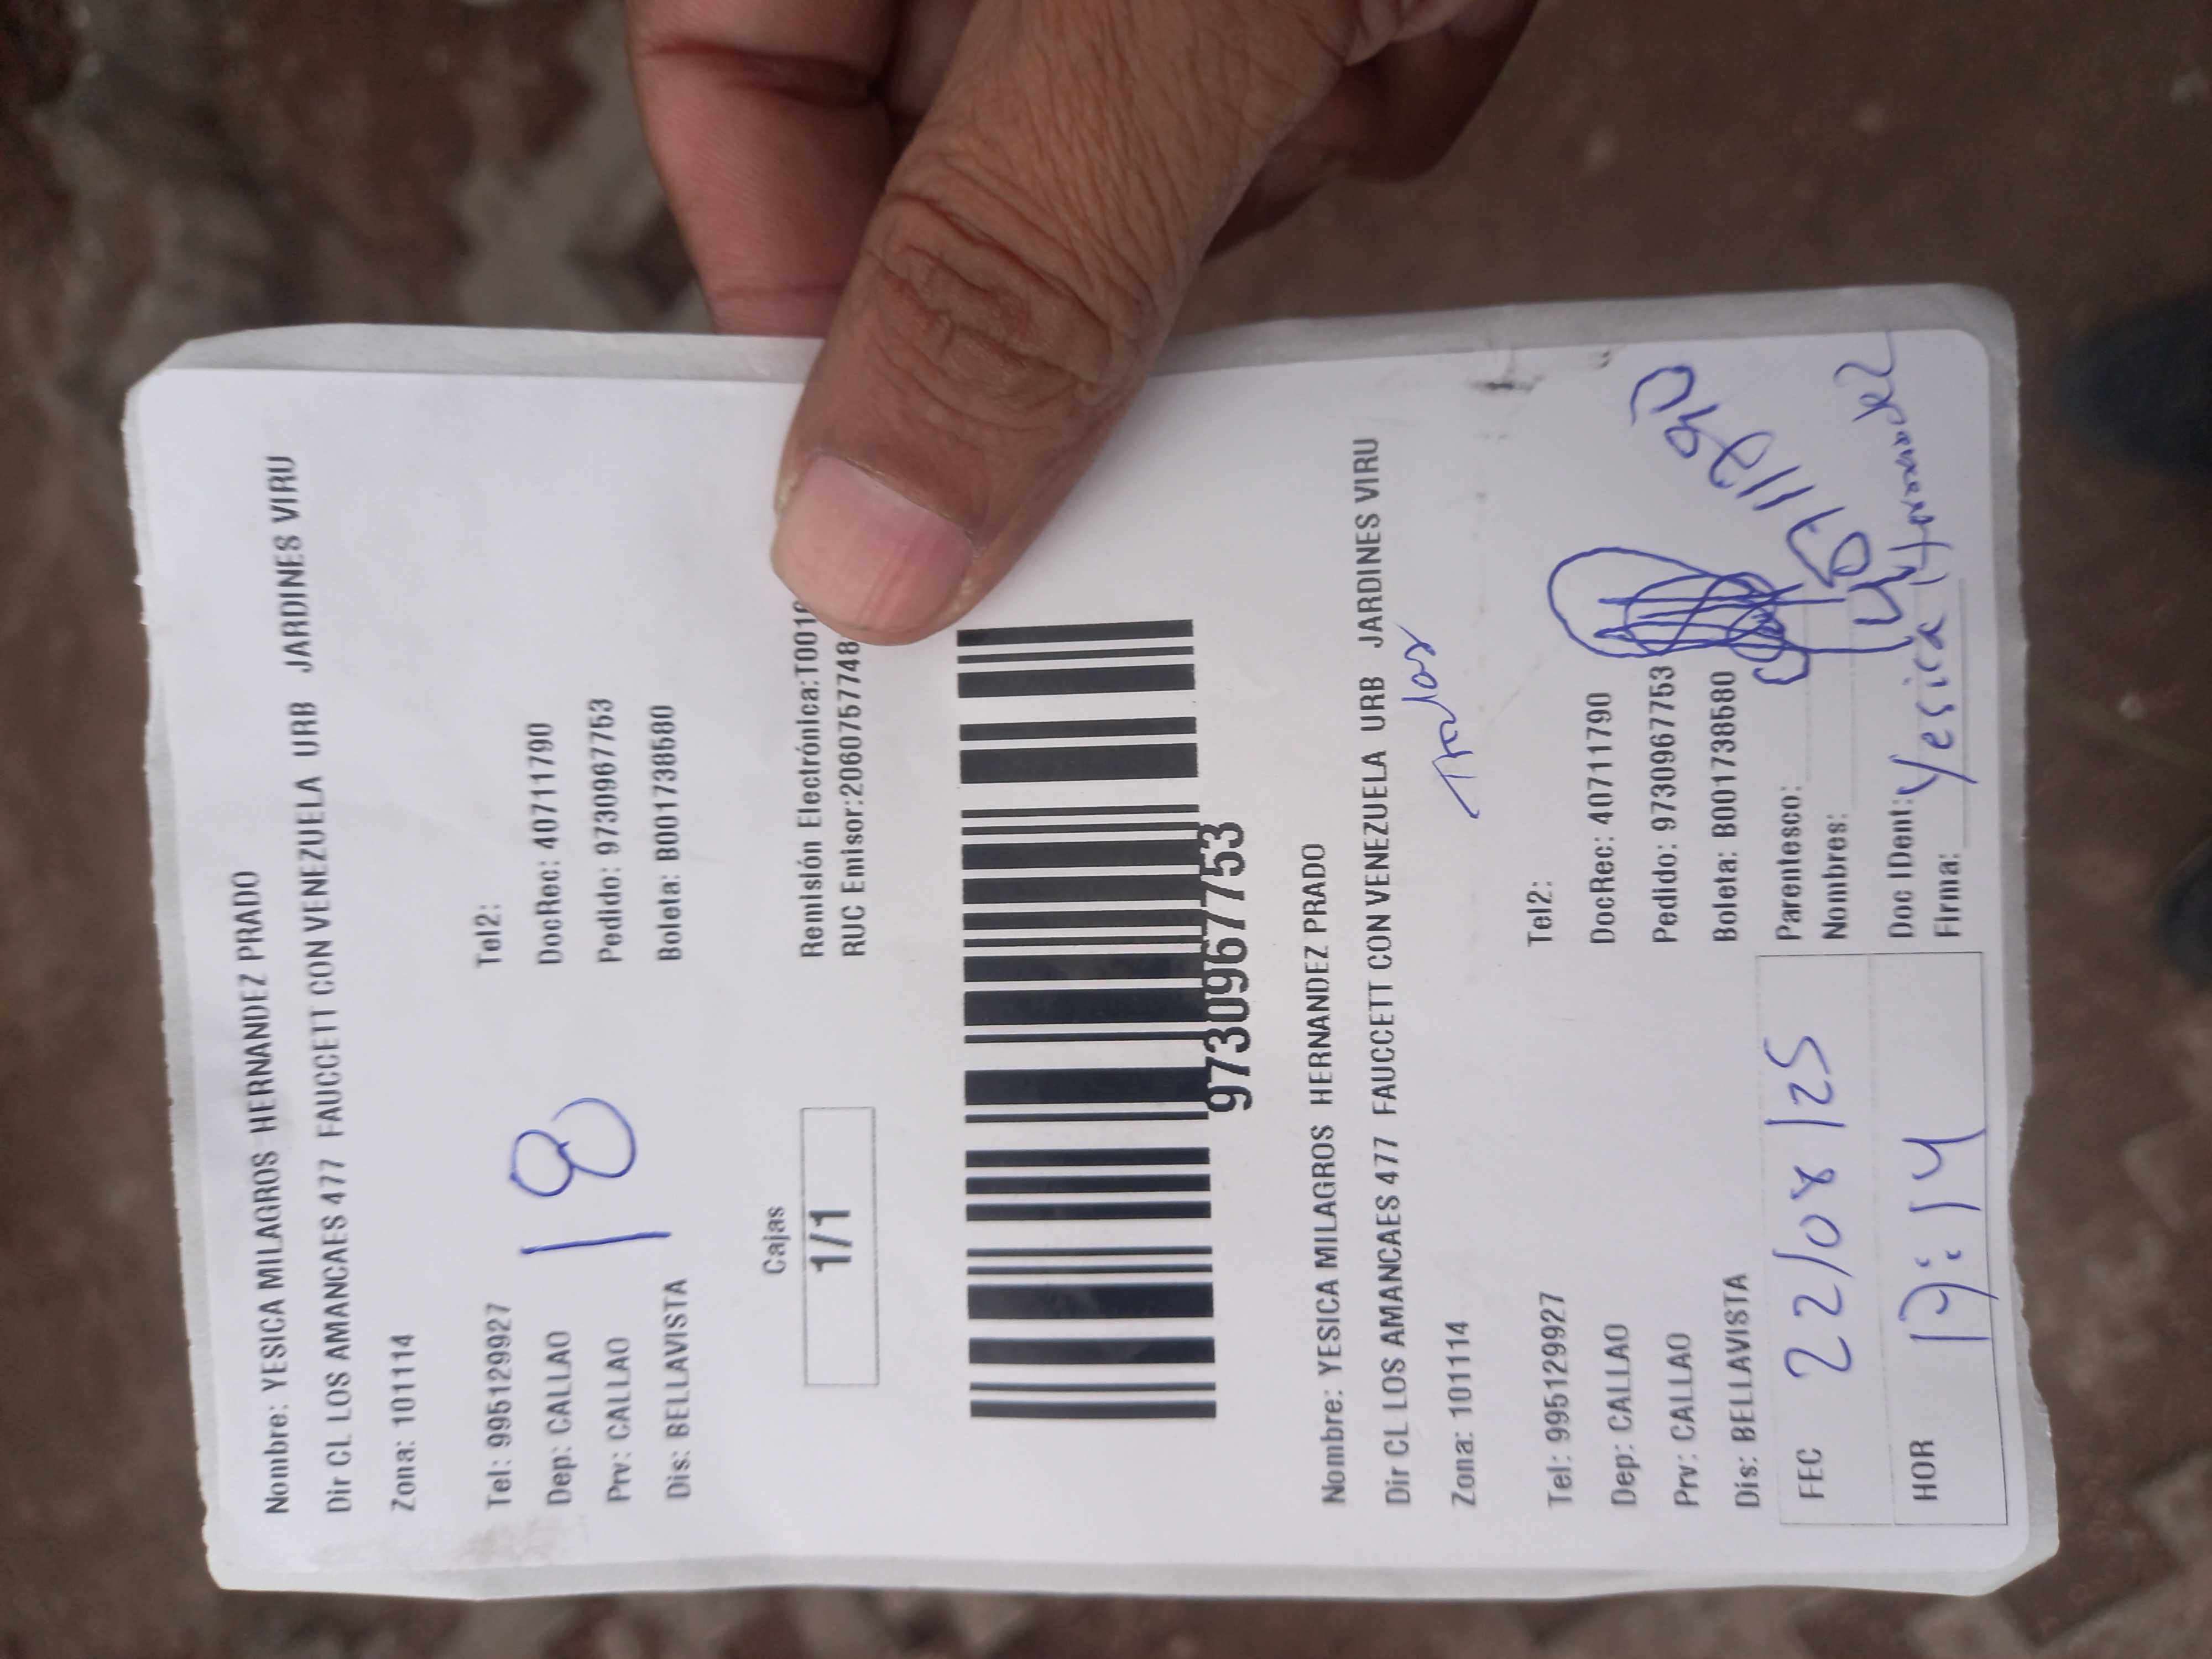 Nombre: YESICA MILAGROS HERNANDEZ PRADO
Dir CL LOS AMANCAES 477 FAUCCETT CON VENEZUELA URB JARDINES VIRU
Zona: 101114
Tel: 995129927 Tel2:
Dep: CALLAO DocRec: 40711790
18
Prv: CALLAO Pedido: 9730967753
Dis: BELLAVISTA Boleta: B001738580
Cajas
1/1
Remisión Electrónica:T001
RUC Emisor:2060757748
9730967753
Nombre: YESICA MILAGROS HERNANDEZ PRADO
Dir CL LOS AMANCAES 477 FAUCCETT CON VENEZUELA URB JARDINES VIRU
Zona: 101114
Tel: 995129927 Tel2:
Dep: CALLAO DocRec: 40711790
Prv: CALLAO Pedido: 9730967753
Dis: BELLAVISTA Boleta: B001738580
FEC 22/08/25
Parentesco:
Nombres:
40711790
HOR 17:14
Doc IDent:
Yesica Hernandez
Firma: